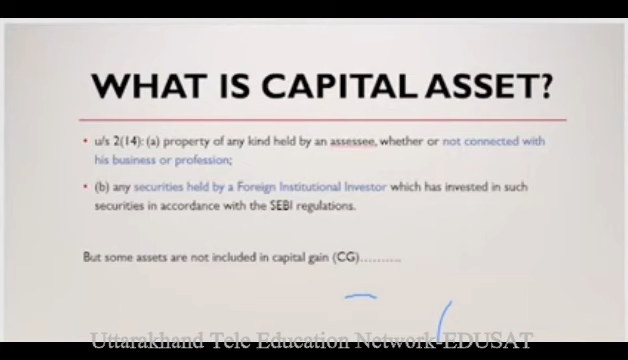 WHAT IS CAPITAL ASSET?
• u/s 2(14): (a) property of any kind held by an assessee, whether or not connected with
his business or profession;
• (b) any securities held by a Foreign Institutional Investor which has invested in such
securities in accordance with the SEBI regulations.
But some assets are not included in capital gain (CG)..........
Uttarakhand Tele Education Network-EDUSAT